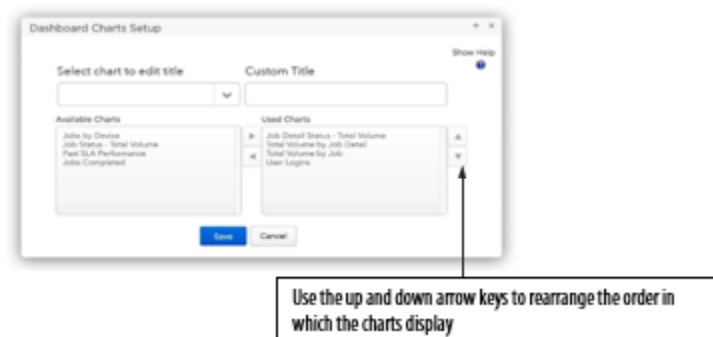 Dashboard Charts Setup
Show Help
Select chart to edit title
Custom Title
Available Charts
Used Charts
Jobs by Device
Job Status - Total Volume
Past SLA Performance
Jobs Completed
Job Detail Status - Total Volume
Total Volume by Job Detail
Total Volume by Job
User Logins
Save
Cancel
Use the up and down arrow keys to rearrange the order in
which the charts display